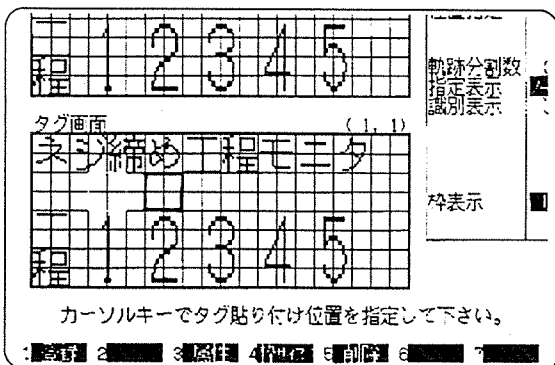 1 2 3 4 5
程
軌跡分割数
指定表示
識別表示
タグ画面 (1, 1)
ネジ締め工程モニタ
枠表示
工 1 2 3 4 5
程
カーソルキーでタグ貼り付け位置を指定して下さい。
1 登録 2 3 属性 4 5 削除 6 7